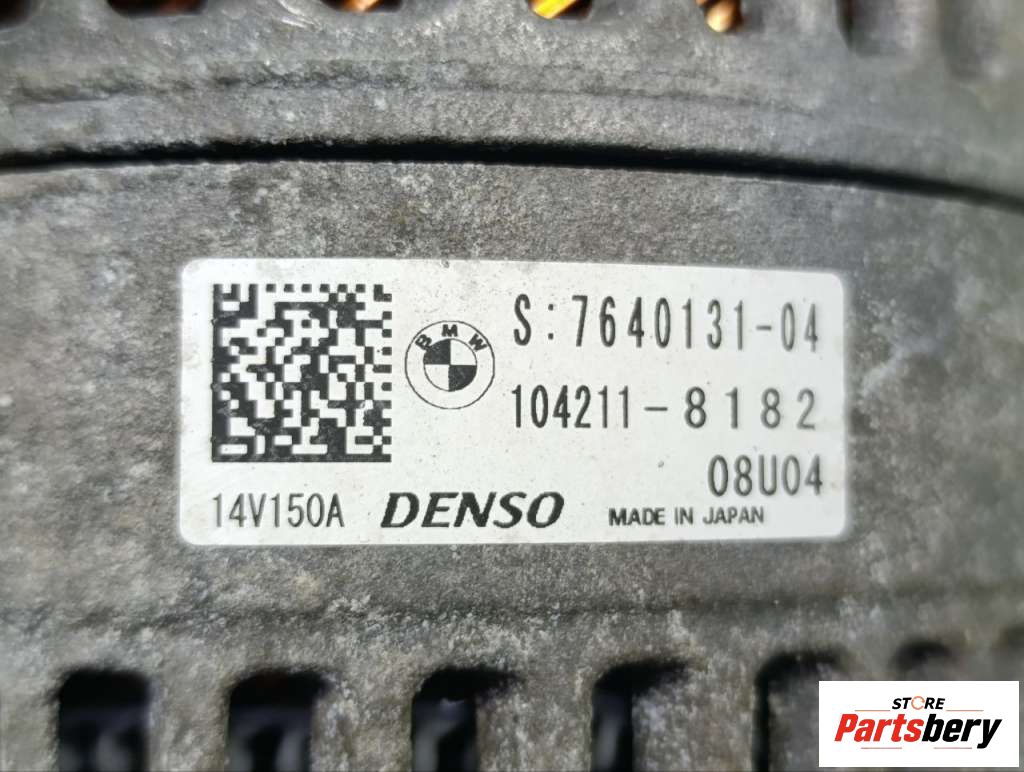 S:7640131-04
BMW
104211-8182
08U04
14V150A DENSO MADE IN JAPAN
STORE
Partsbery